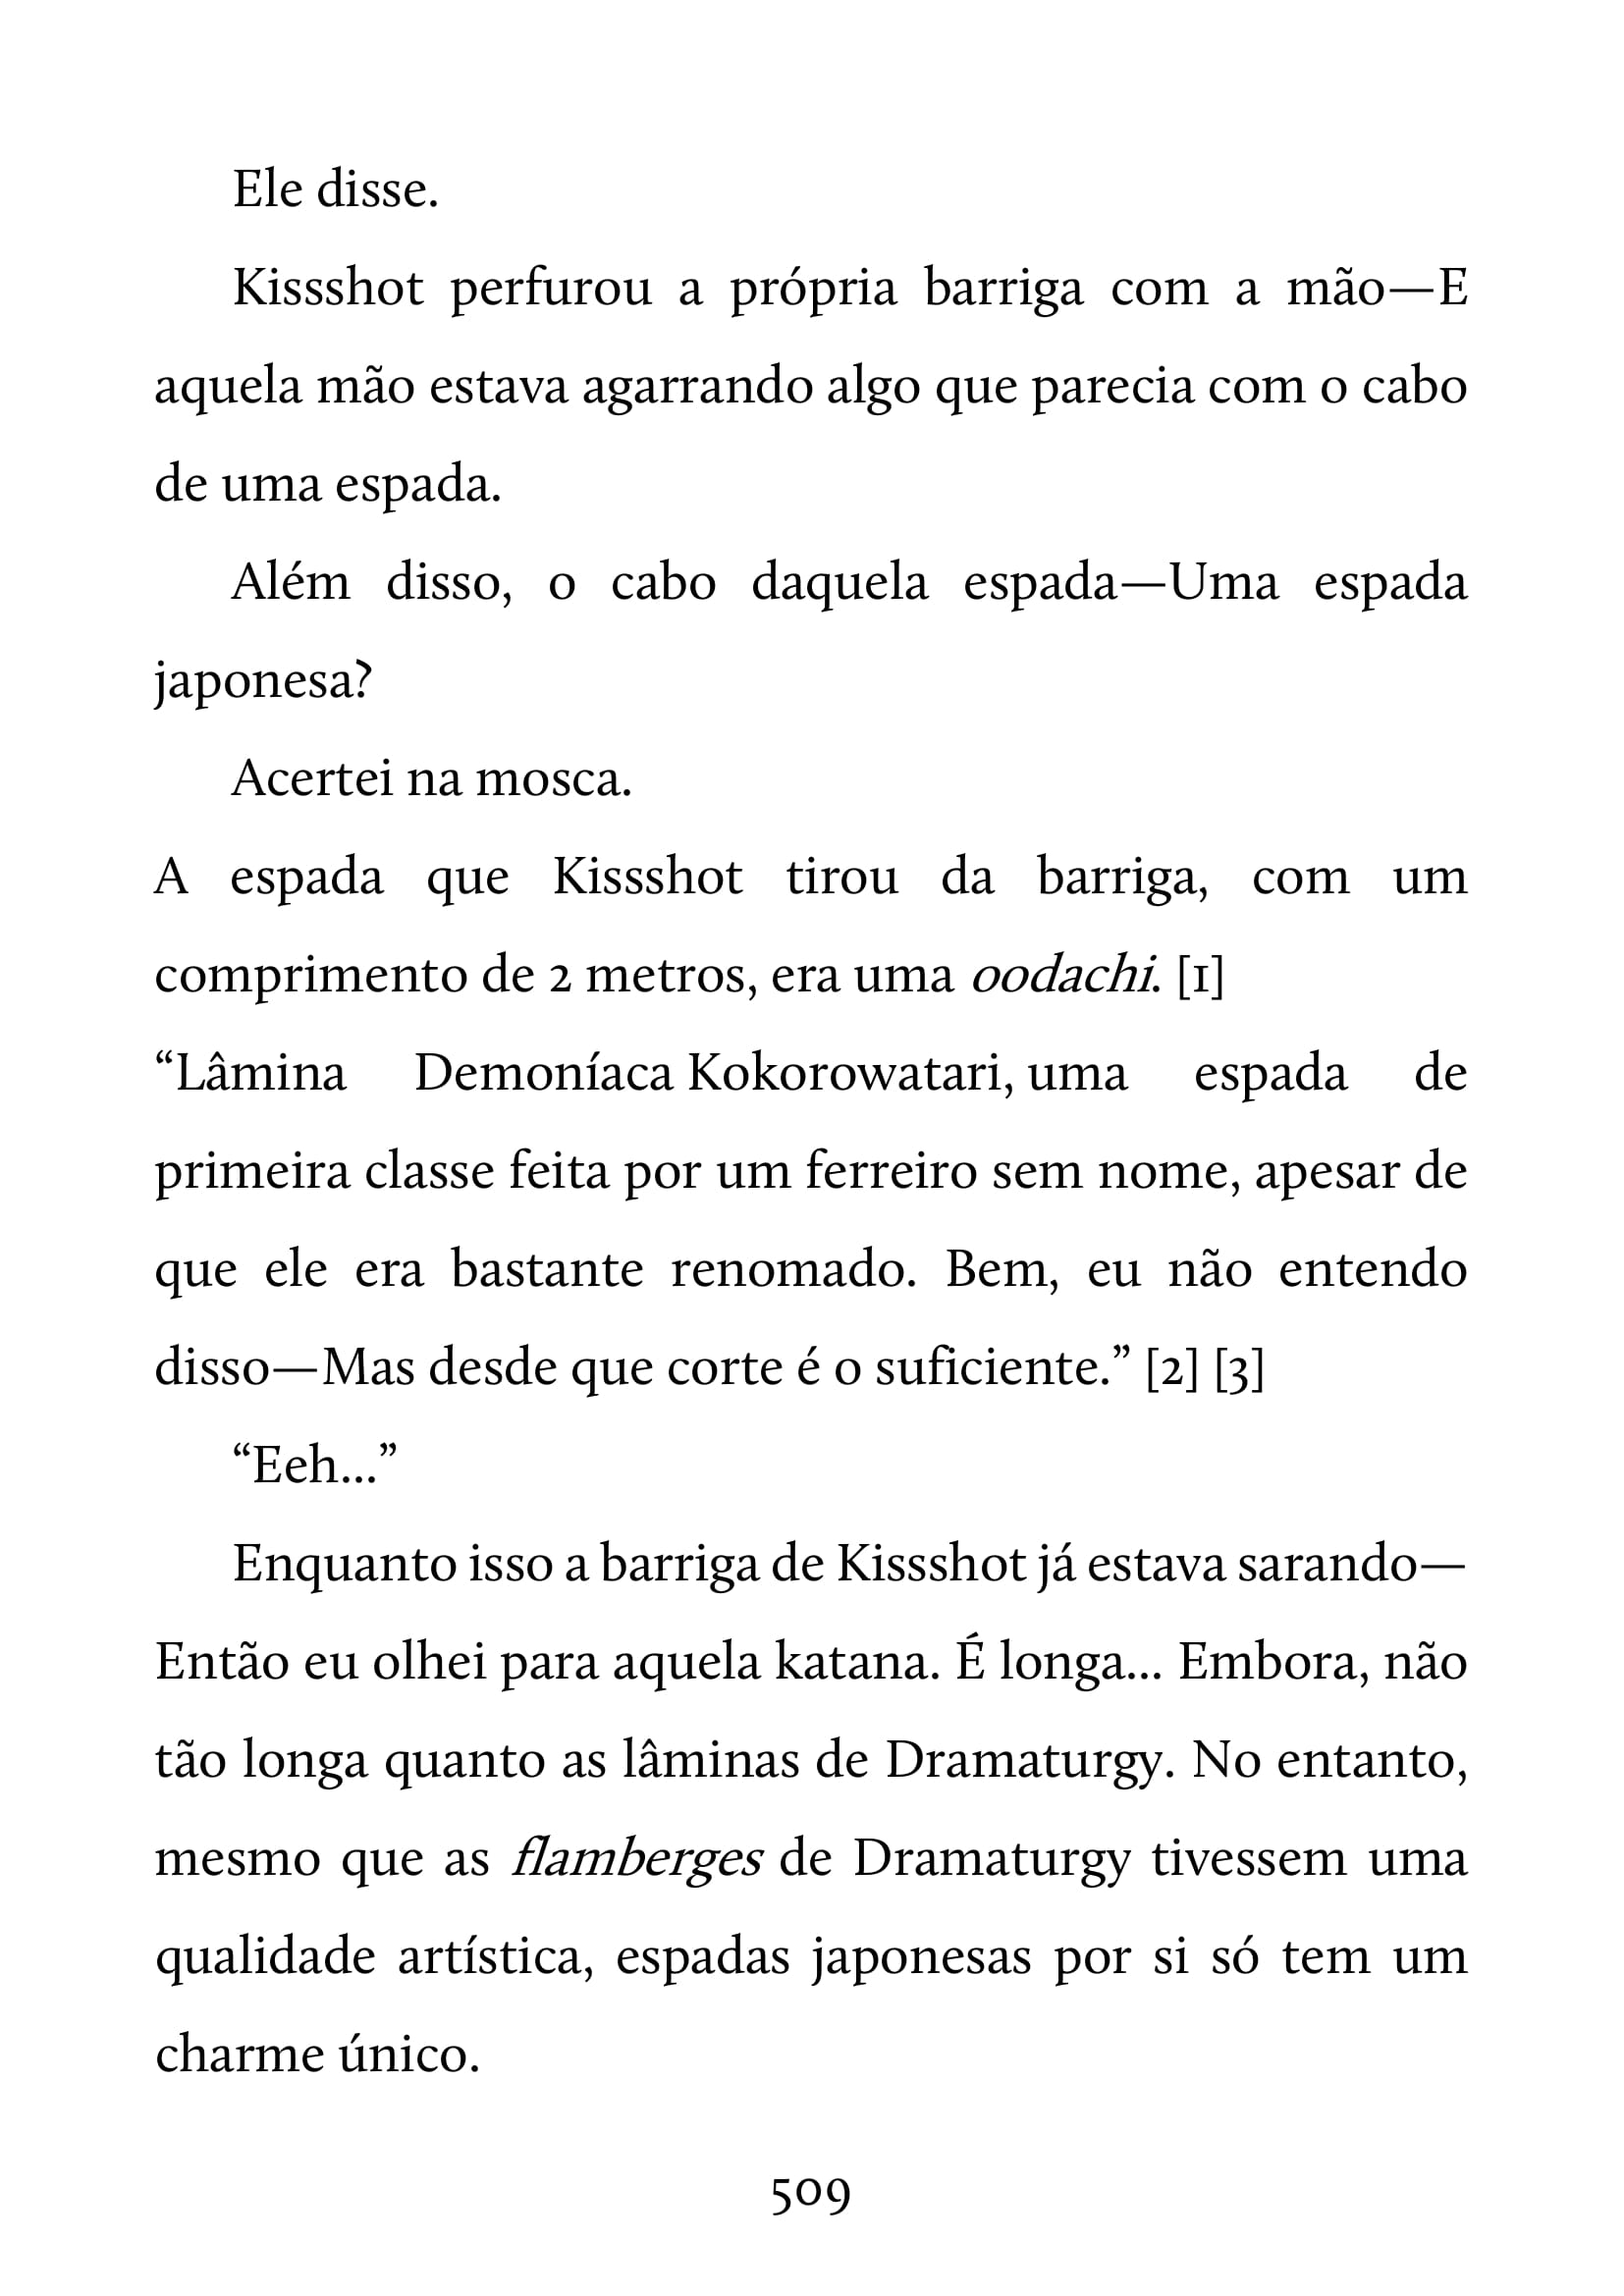 Ele disse.
Kissshot perfurou a própria barriga com a mão—E
aquela mão estava agarrando algo que parecia com o cabo
de uma espada.
Além disso, o cabo daquela espada—Uma espada
japonesa?
Acertei na mosca.
A espada que Kissshot tirou da barriga, com um
comprimento de 2 metros, era uma oodachi. [1]
“Lâmina Demoníaca Kokorowatari, uma espada de
primeira classe feita por um ferreiro sem nome, apesar de
que ele era bastante renomado. Bem, eu não entendo
disso—Mas desde que corte é o suficiente.” [2] [3]
“Eeh...”
Enquanto isso a barriga de Kissshot já estava sarando—
Então eu olhei para aquela katana. É longa... Embora, não
tão longa quanto as lâminas de Dramaturgy. No entanto,
mesmo que as flamberges de Dramaturgy tivessem uma
qualidade artística, espadas japonesas por si só tem um
charme único.
509